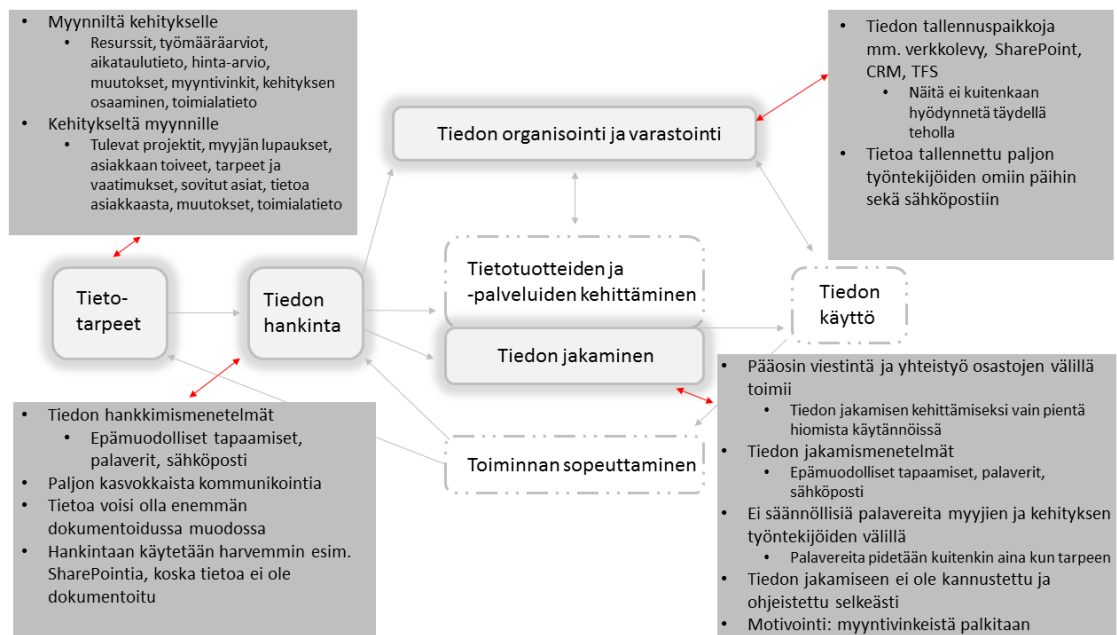 • Myynniltä kehitykselle
• Resurssit, työmääräarviot,
aikataulutieto, hinta-arvio,
muutokset, myyntivinkit, kehityksen
osaaminen, toimialatieto
• Kehitykseltä myynnille
• Tulevat projektit, myyjän lupaukset,
asiakkaan toiveet, tarpeet ja
vaatimukset, sovitut asiat, tietoa
asiakkaasta, muutokset, toimialatieto
• Tiedon tallennuspaikkoja
mm. verkkolevy, SharePoint,
CRM, TFS
• Näitä ei kuitenkaan
hyödynnetä täydellä
teholla
• Tietoa tallennettu paljon
työntekijöiden omiin päihin
sekä sähköpostiin
Tiedon organisointi ja varastointi
Tieto-
tarpeet
Tiedon
hankinta
Tietotuotteiden ja
-palveluiden kehittäminen
Tiedon jakaminen
Tiedon
käyttö
Toiminnan sopeuttaminen
• Tiedon hankkimismenetelmät
• Epämuodolliset tapaamiset,
palaverit, sähköposti
• Paljon kasvokkaista kommunikointia
• Tietoa voisi olla enemmän
dokumentoidussa muodossa
• Hankintaan käytetään harvemmin esim.
SharePointia, koska tietoa ei ole
dokumentoitu
• Pääosin viestintä ja yhteistyö osastojen välillä
toimii
• Tiedon jakamisen kehittämiseksi vain pientä
hiomista käytännöissä
• Tiedon jakamismenetelmät
• Epämuodolliset tapaamiset, palaverit,
sähköposti
• Ei säännöllisiä palavereita myyjien ja kehityksen
työntekijöiden välillä
• Palavereita pidetään kuitenkin aina kun tarpeen
• Tiedon jakamiseen ei ole kannustettu ja
ohjeistettu selkeästi
• Motivointi: myyntivinkeistä palkitaan